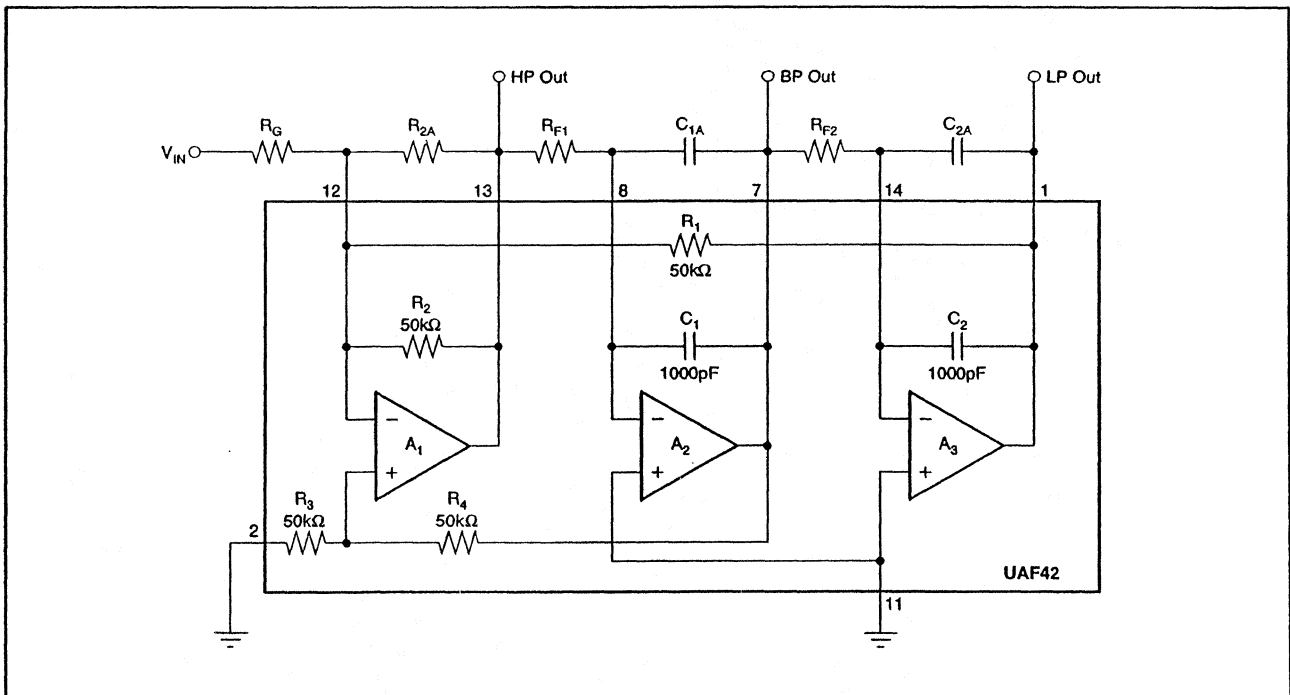 HP Out
BP Out
LP Out
R_G
R_2A
R_F1
C_1A
R_F2
C_2A
V_IN
12
13
8
7
14
1
R_1
50kΩ
R_2
50kΩ
C_1
1000pF
C_2
1000pF
−
A_1
+
−
A_2
+
−
A_3
+
R_3
50kΩ
R_4
50kΩ
2
UAF42
11